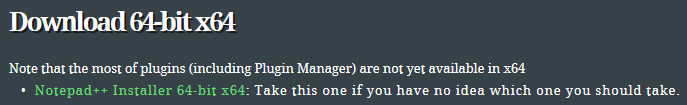 Download 64-bit x64
Note that the most of plugins (including Plugin Manager) are not yet available in x64
• Notepad++ Installer 64-bit x64: Take this one if you have no idea which one you should take.